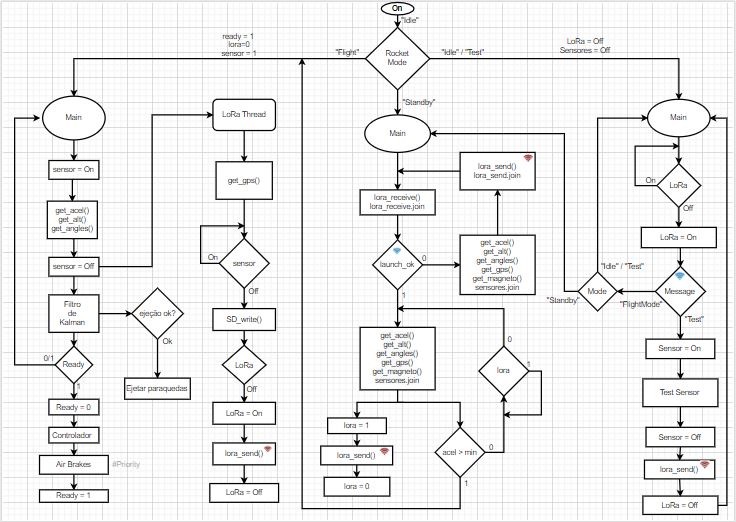 On
"Idle"
ready = 1
lora=0
sensor = 1
"Flight"
Rocket
Mode
"Idle" / "Test"
LoRa = Off
Sensores = Off
"Standby"
Main
sensor = On
get_acel()
get_alt()
get_angles()
sensor = Off
Filtro
de
Kalman
ejeção ok?
Ok
Ejetar paraquedas
0/1
Ready
1
Ready = 0
Controlador
Air Brakes
#Priority
Ready = 1
LoRa Thread
get_gps()
On
sensor
Off
SD_write()
LoRa
Off
LoRa = On
lora_send()
LoRa = Off
Main
lora_send()
lora_send.join
lora_receive()
lora_receive.join
launch_ok
0
1
get_acel()
get_alt()
get_angles()
get_gps()
get_magneto()
sensores.join
get_acel()
get_alt()
get_angles()
get_gps()
get_magneto()
sensores.join
0
lora
1
lora = 1
lora_send()
lora = 0
acel > min
0
1
Main
On
LoRa
Off
LoRa = On
"Idle" / "Test"
Mode
"Standby"
"FlightMode"
Message
"Test"
Sensor = On
Test Sensor
Sensor = Off
lora_send()
LoRa = Off